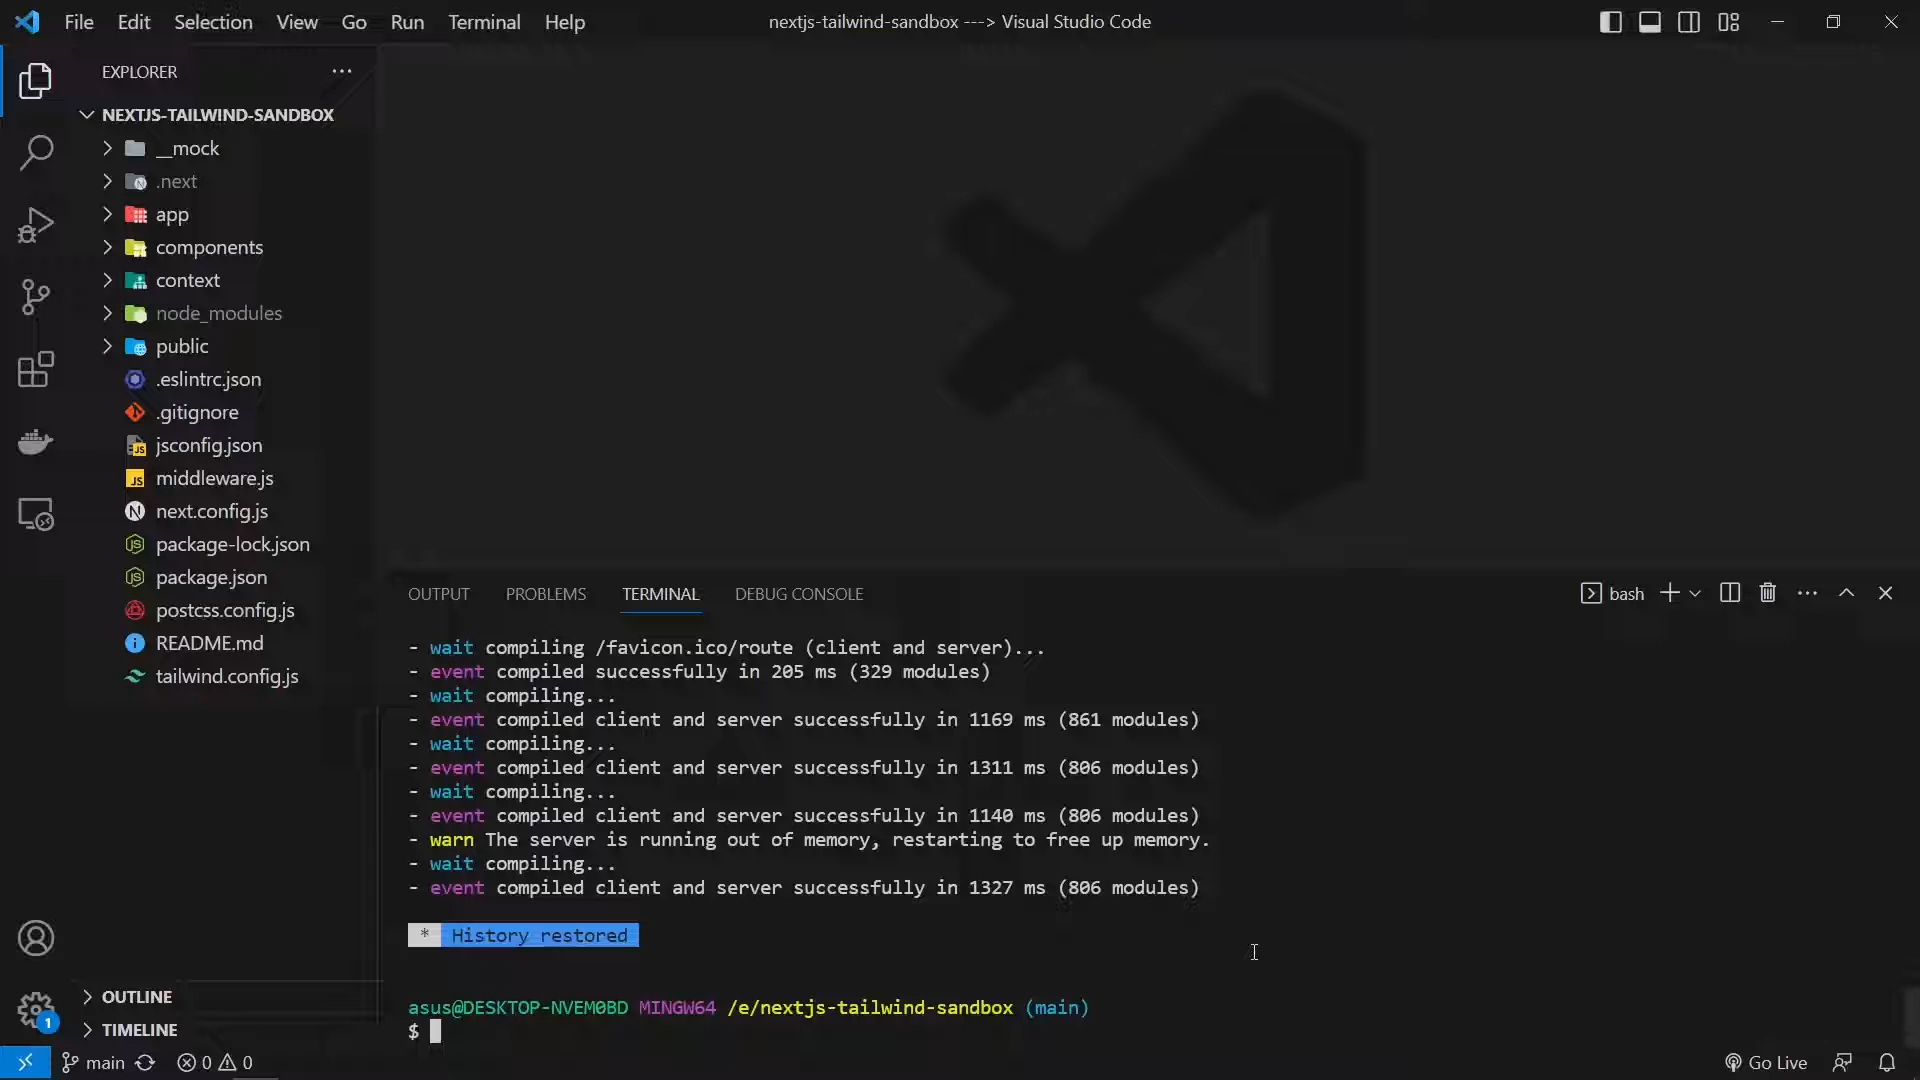 File Edit Selection View Go Run Terminal Help
nextjs-tailwind-sandbox ---> Visual Studio Code
EXPLORER
NEXTJS-TAILWIND-SANDBOX
__mock
.next
app
components
context
node_modules
public
.eslintrc.json
.gitignore
jsconfig.json
middleware.js
next.config.js
package-lock.json
package.json
postcss.config.js
README.md
tailwind.config.js
OUTPUT PROBLEMS TERMINAL DEBUG CONSOLE
bash
- wait compiling /favicon.ico/route (client and server)...
- event compiled successfully in 205 ms (329 modules)
- wait compiling...
- event compiled client and server successfully in 1169 ms (861 modules)
- wait compiling...
- event compiled client and server successfully in 1311 ms (806 modules)
- wait compiling...
- event compiled client and server successfully in 1140 ms (806 modules)
- warn The server is running out of memory, restarting to free up memory.
- wait compiling...
- event compiled client and server successfully in 1327 ms (806 modules)
* History restored
asus@DESKTOP-NVEM0BD MINGW64 /e/nextjs-tailwind-sandbox (main)
$
OUTLINE
1
TIMELINE
main 0 0
Go Live